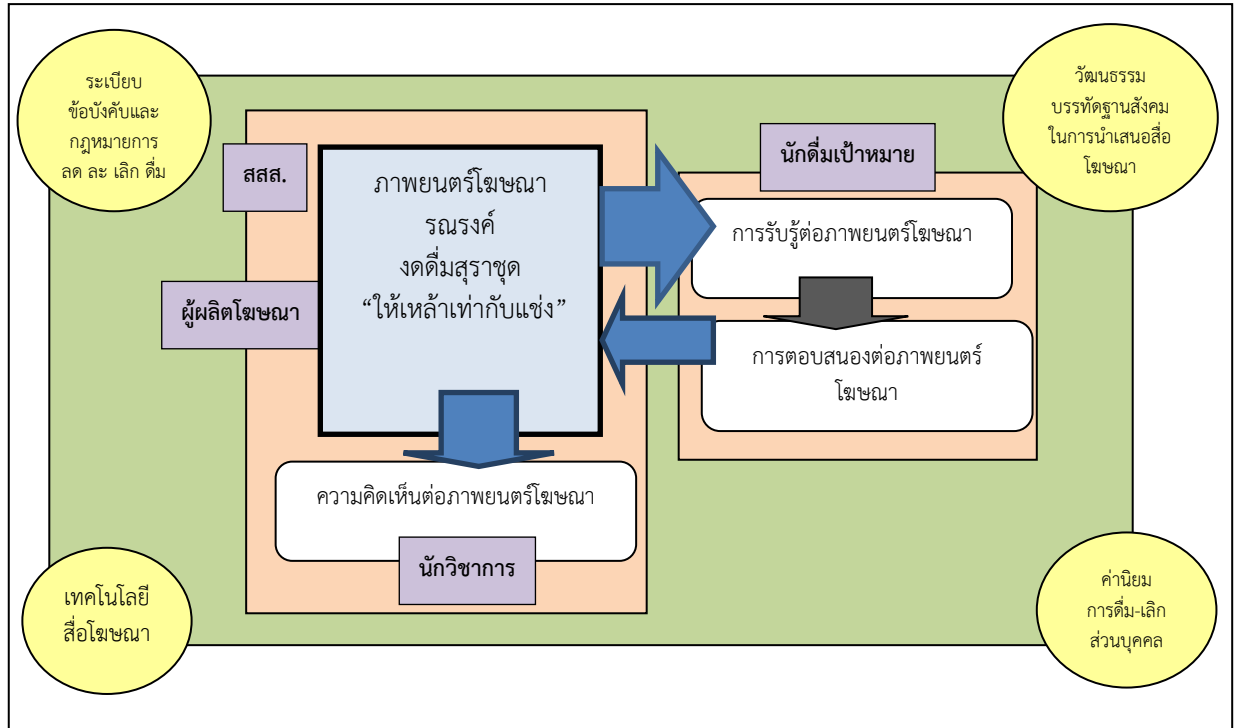 ระเบียบ
ข้อบังคับและ
กฎหมายการ
ลด ละ เลิก ดื่ม
วัฒนธรรม
บรรทัดฐานสังคม
ในการนำเสนอสื่อ
โฆษณา
สสส.
ผู้ผลิตโฆษณา
ภาพยนตร์โฆษณา
รณรงค์
งดดื่มสุราชุด
“ให้เหล้าเท่ากับแช่ง”
นักดื่มเป้าหมาย
การรับรู้ต่อภาพยนตร์โฆษณา
การตอบสนองต่อภาพยนตร์
โฆษณา
ความคิดเห็นต่อภาพยนตร์โฆษณา
นักวิชาการ
เทคโนโลยี
สื่อโฆษณา
ค่านิยม
การดื่ม-เลิก
ส่วนบุคคล